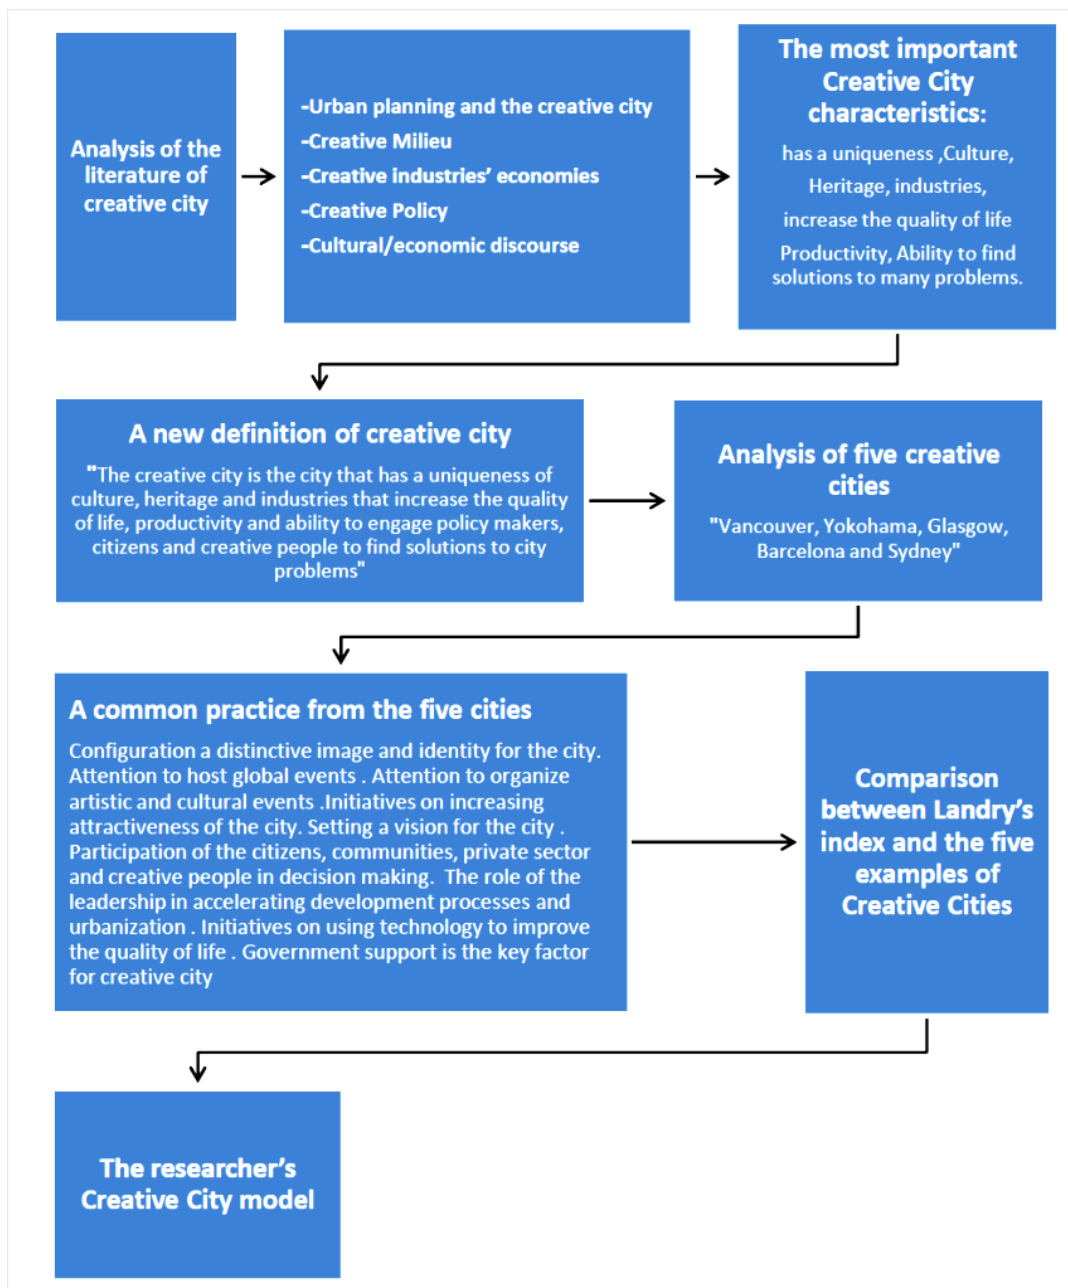 Analysis of the
literature of
creative city
-Urban planning and the creative city
-Creative Milieu
-Creative industries' economies
-Creative Policy
-Cultural/economic discourse
The most important
Creative City
characteristics:
has a uniqueness ,Culture,
Heritage, industries,
increase the quality of life
Productivity, Ability to find
solutions to many problems.
A new definition of creative city
"The creative city is the city that has a uniqueness of
culture, heritage and industries that increase the quality
of life, productivity and ability to engage policy makers,
citizens and creative people to find solutions to city
problems"
Analysis of five creative
cities
"Vancouver, Yokohama, Glasgow,
Barcelona and Sydney"
A common practice from the five cities
Configuration a distinctive image and identity for the city.
Attention to host global events . Attention to organize
artistic and cultural events .Initiatives on increasing
attractiveness of the city. Setting a vision for the city .
Participation of the citizens, communities, private sector
and creative people in decision making.  The role of the
leadership in accelerating development processes and
urbanization . Initiatives on using technology to improve
the quality of life . Government support is the key factor
for creative city
Comparison
between Landry's
index and the five
examples of
Creative Cities
The researcher's
Creative City model